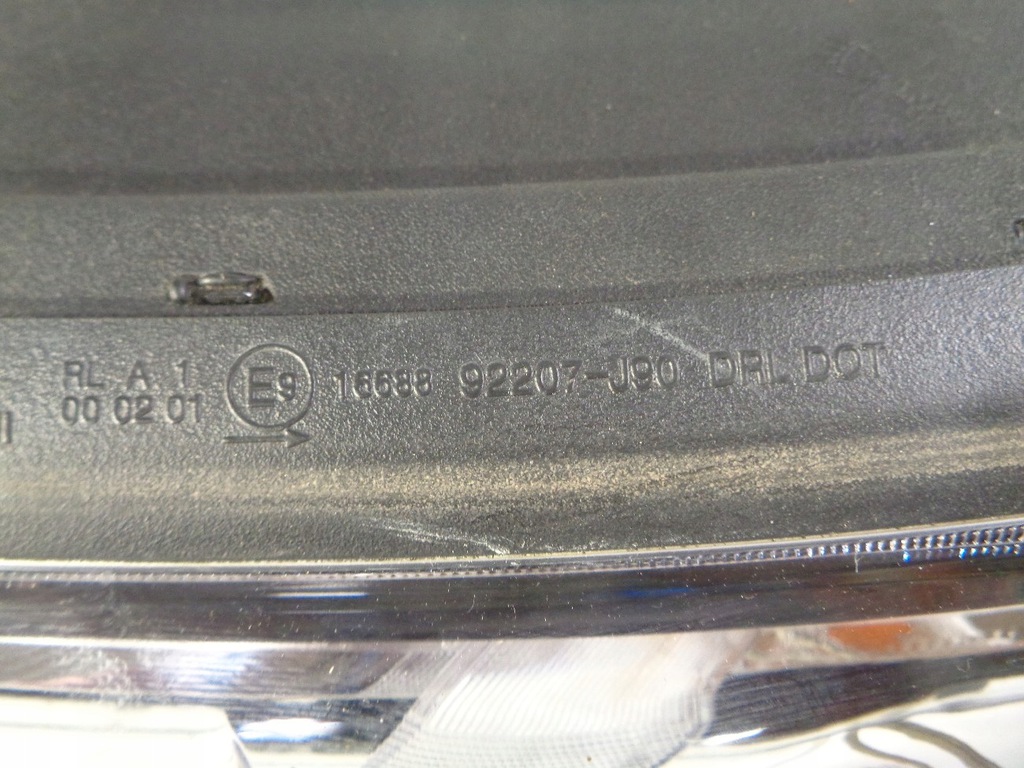 RL A 1
00 02 01
E9
16688 92207-J90 DRL DOT